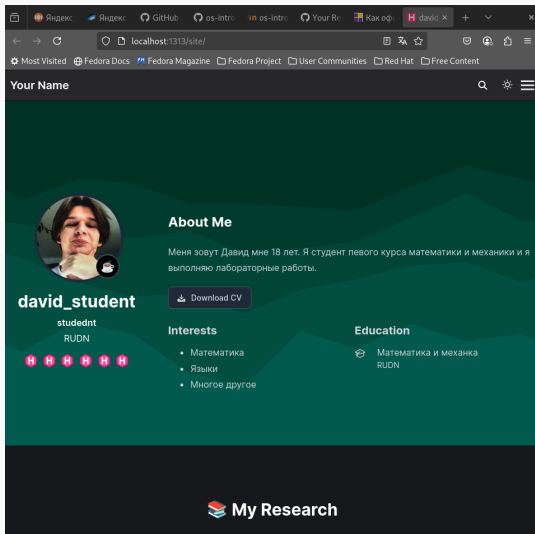 Яндекс
Яндекс
GitHub
os-intro
in os-intro
Your Re
Как оф
david
localhost:1313/site/
Most Visited
Fedora Docs
Fedora Magazine
Fedora Project
User Communities
Red Hat
Free Content
Your Name
About Me
Меня зовут Давид мне 18 лет. Я студент певого курса математики и механики и я
выполняю лабораторные работы.
Download CV
david_student
studednt
RUDN
Interests
Математика
Языки
Многое другое
Education
Математика и механка
RUDN
My Research